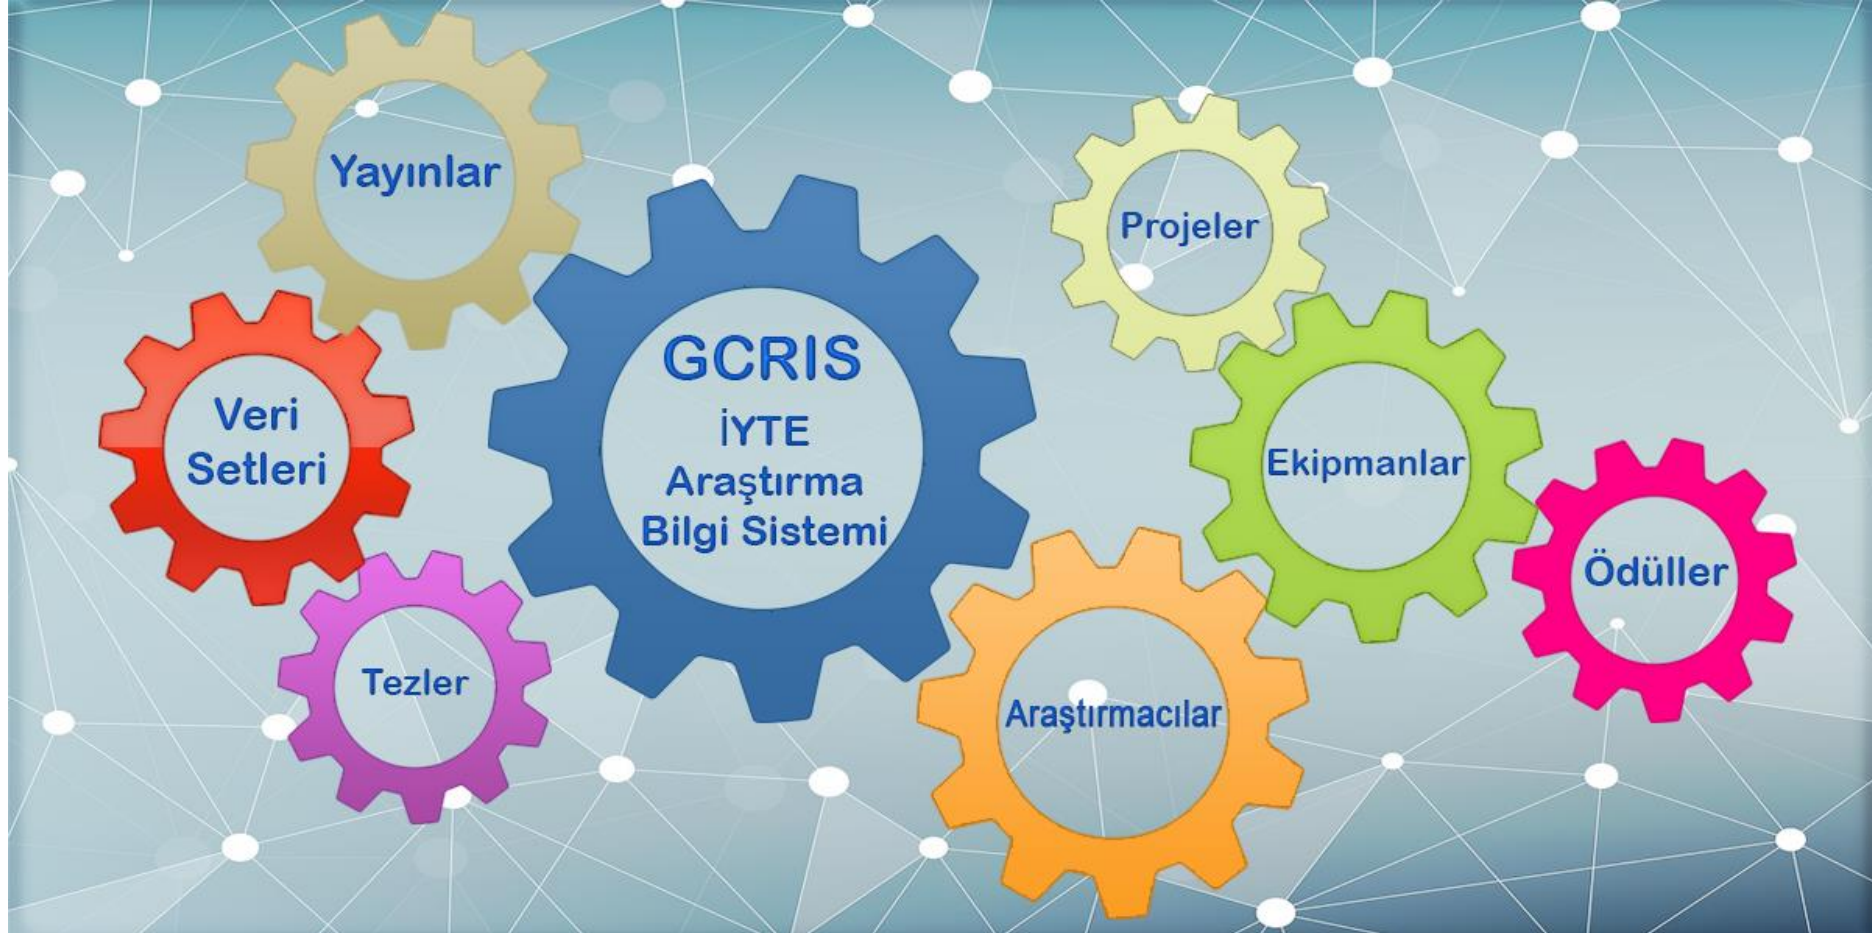 Yayınlar
Projeler
GCRIS
İYTE
Araştırma
Bilgi Sistemi
Veri
Setleri
Ekipmanlar
Ödüller
Tezler
Araştırmacılar